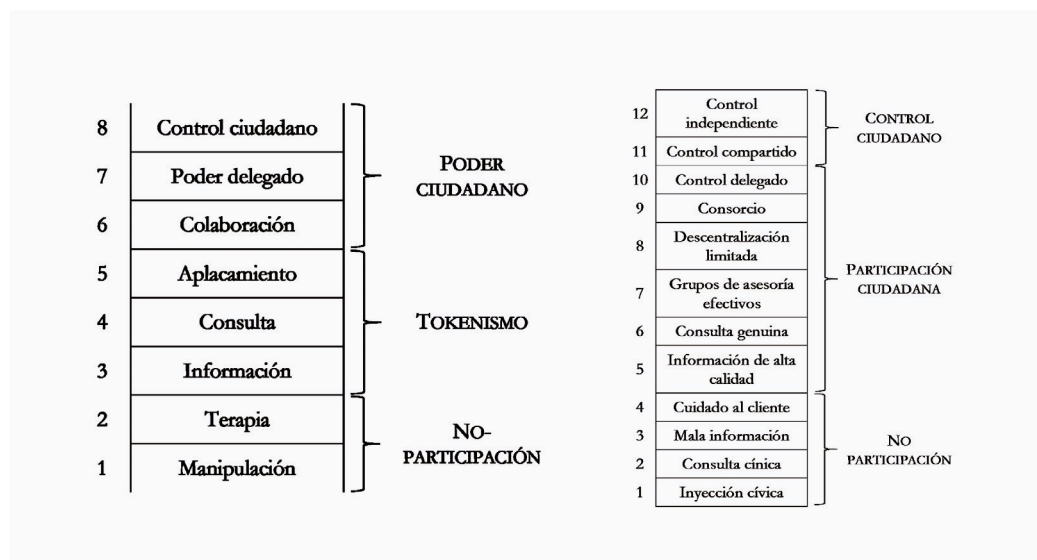 8 Control ciudadano
7 Poder delegado
6 Colaboración
PODER
CIUDADANO
5 Aplacamiento
4 Consulta
3 Información
TOKENISMO
2 Terapia
1 Manipulación
NO-
PARTICIPACIÓN
12 Control
independiente
11 Control compartido
CONTROL
CIUDADANO
10 Control delegado
9 Consorcio
8 Descentralización
limitada
7 Grupos de asesoría
efectivos
6 Consulta genuina
5 Información de alta
calidad
PARTICIPACIÓN
CIUDADANA
4 Cuidado al cliente
3 Mala información
2 Consulta cínica
1 Inyección cívica
NO
PARTICIPACIÓN